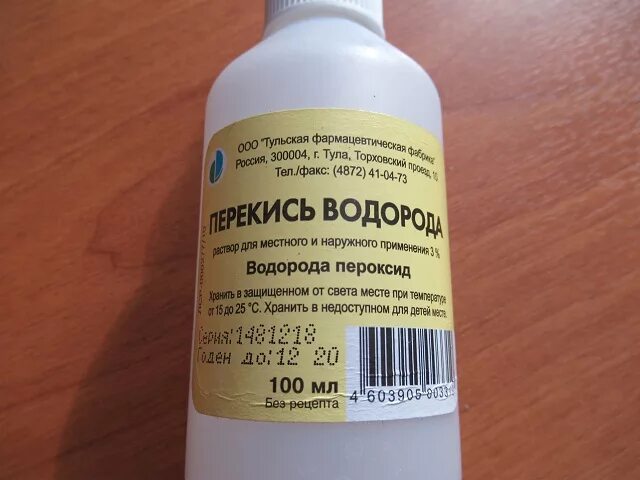 ООО "Тульская фармацевтическая фабрика"
Россия, 300004, г. Тула, Торховский проезд, 10
Тел./факс: (4872) 41-04-73
ПЕРЕКИСЬ ВОДОРОДА
раствор для местного и наружного применения 3 %
Водорода пероксид
Хранить в защищенном от света месте при температуре
от 15 до 25 °С. Хранить в недоступном для детей месте.
Серия:1481218
Годен до:12 20
100 мл
Без рецепта
4 603905 00331